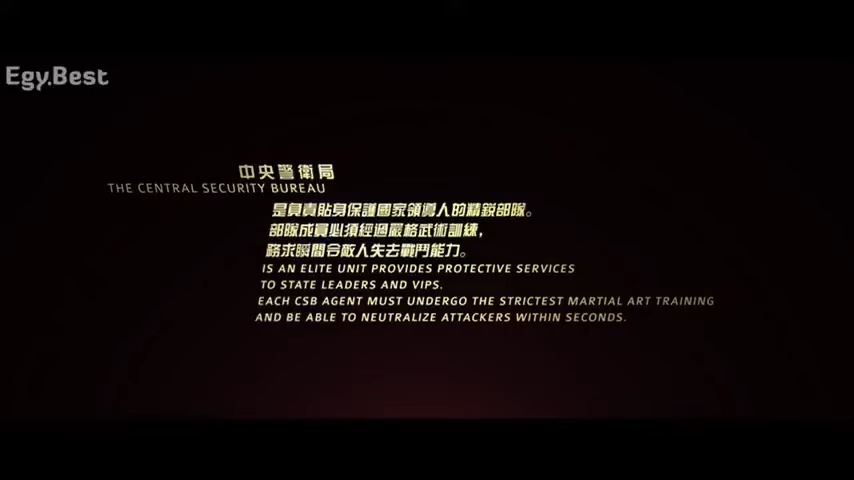 Egy.Best
中央警衛局
THE CENTRAL SECURITY BUREAU
是負責貼身保護國家領導人的精銳部隊。
部隊成員必須經過嚴格武術訓練，
務求瞬間令敵人失去戰鬥能力。
IS AN ELITE UNIT PROVIDES PROTECTIVE SERVICES
TO STATE LEADERS AND VIPS.
EACH CSB AGENT MUST UNDERGO THE STRICTEST MARTIAL ART TRAINING
AND BE ABLE TO NEUTRALIZE ATTACKERS WITHIN SECONDS.